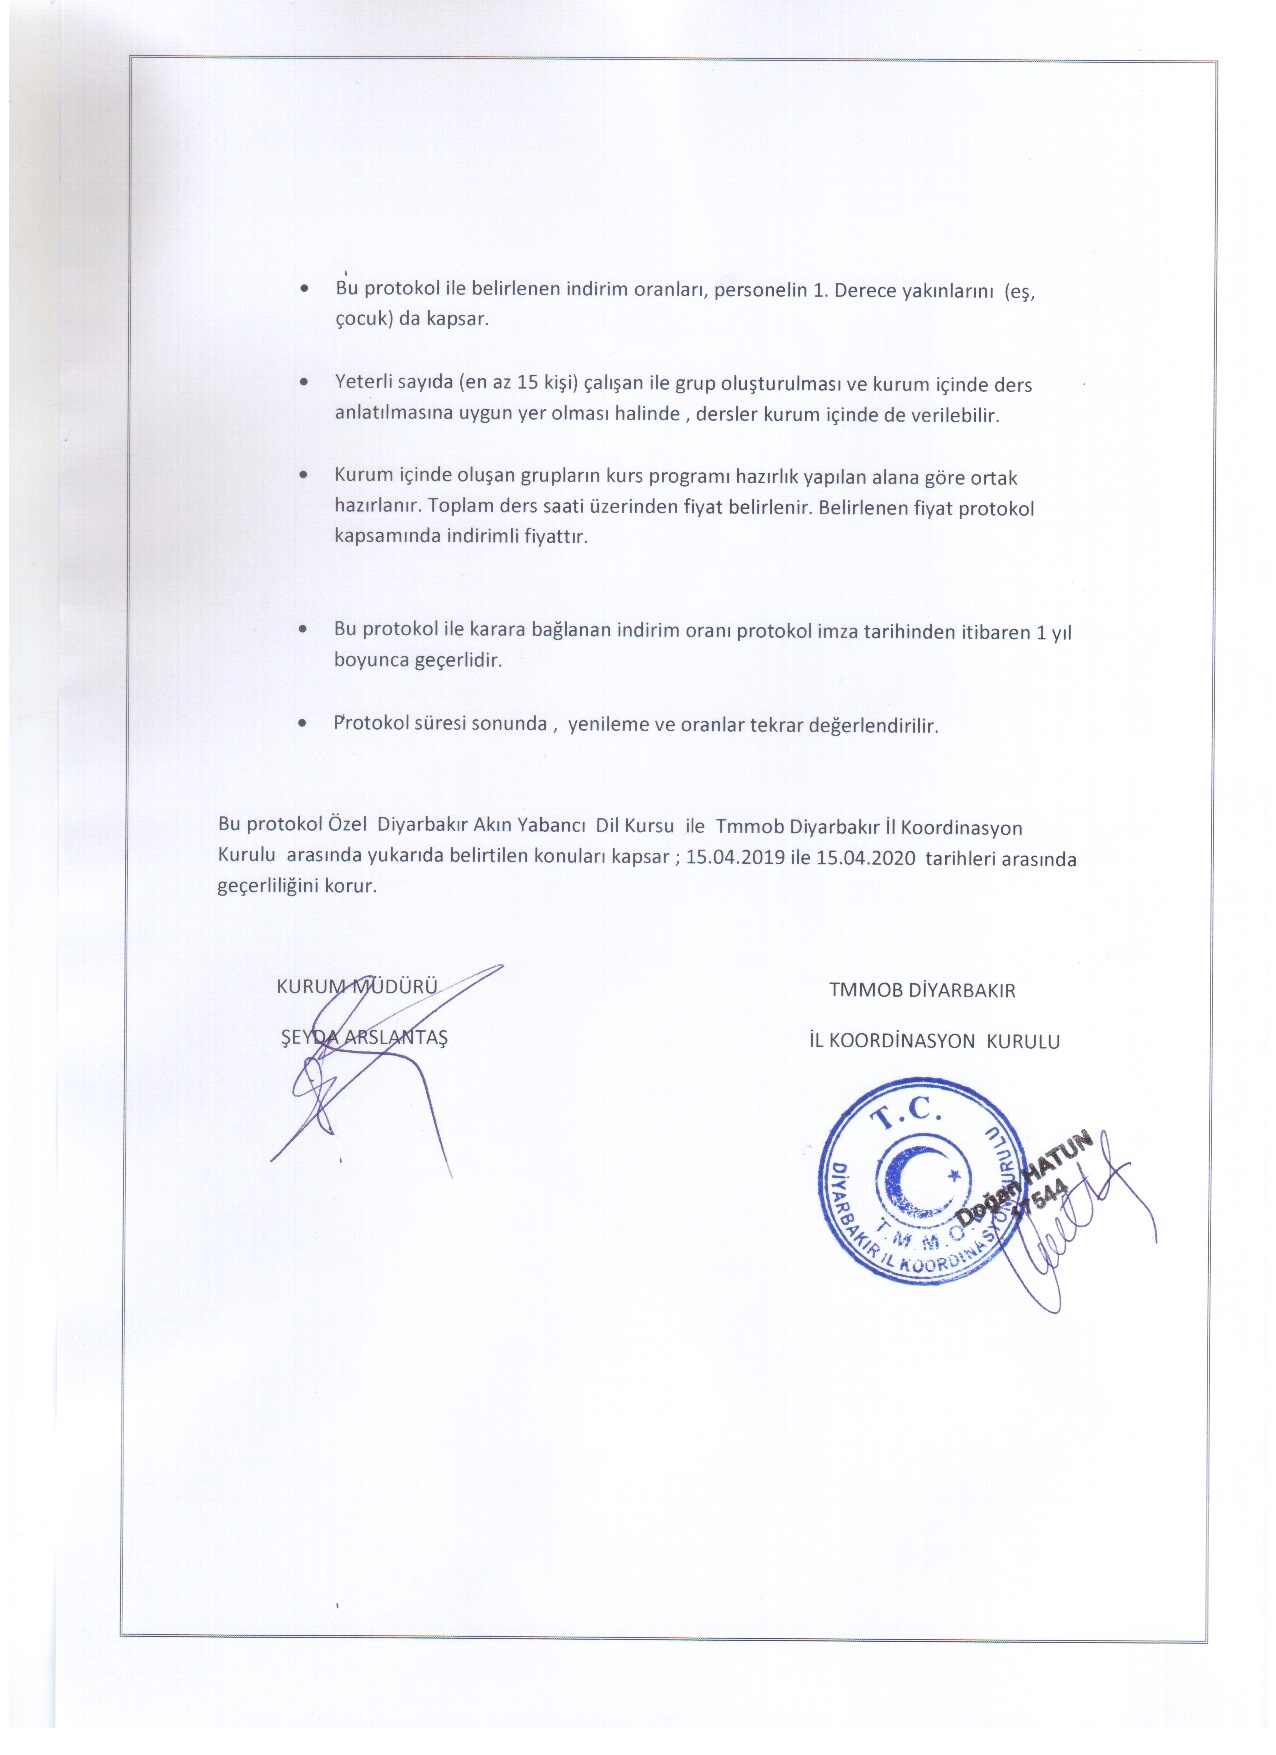 • Bu protokol ile belirlenen indirim oranları, personelin 1. Derece yakınlarını (eş,
çocuk) da kapsar.
• Yeterli sayıda (en az 15 kişi) çalışan ile grup oluşturulması ve kurum içinde ders
anlatılmasına uygun yer olması halinde , dersler kurum içinde de verilebilir.
• Kurum içinde oluşan grupların kurs programı hazırlık yapılan alana göre ortak
hazırlanır. Toplam ders saati üzerinden fiyat belirlenir. Belirlenen fiyat protokol
kapsamında indirimli fiyattır.
• Bu protokol ile karara bağlanan indirim oranı protokol imza tarihinden itibaren 1 yıl
boyunca geçerlidir.
• Protokol süresi sonunda , yenileme ve oranlar tekrar değerlendirilir.
Bu protokol Özel Diyarbakır Akın Yabancı Dil Kursu ile Tmmob Diyarbakır İl Koordinasyon
Kurulu arasında yukarıda belirtilen konuları kapsar ; 15.04.2019 ile 15.04.2020 tarihleri arasında
geçerliliğini korur.
KURUM MÜDÜRÜ
ŞEYDA ARSLANTAŞ
TMMOB DİYARBAKIR
İL KOORDİNASYON KURULU
T.C.
DİYARBAKIR İL KOORDİNASYON KURULU
T.M.M.O.B
Doğan HATUN
17544